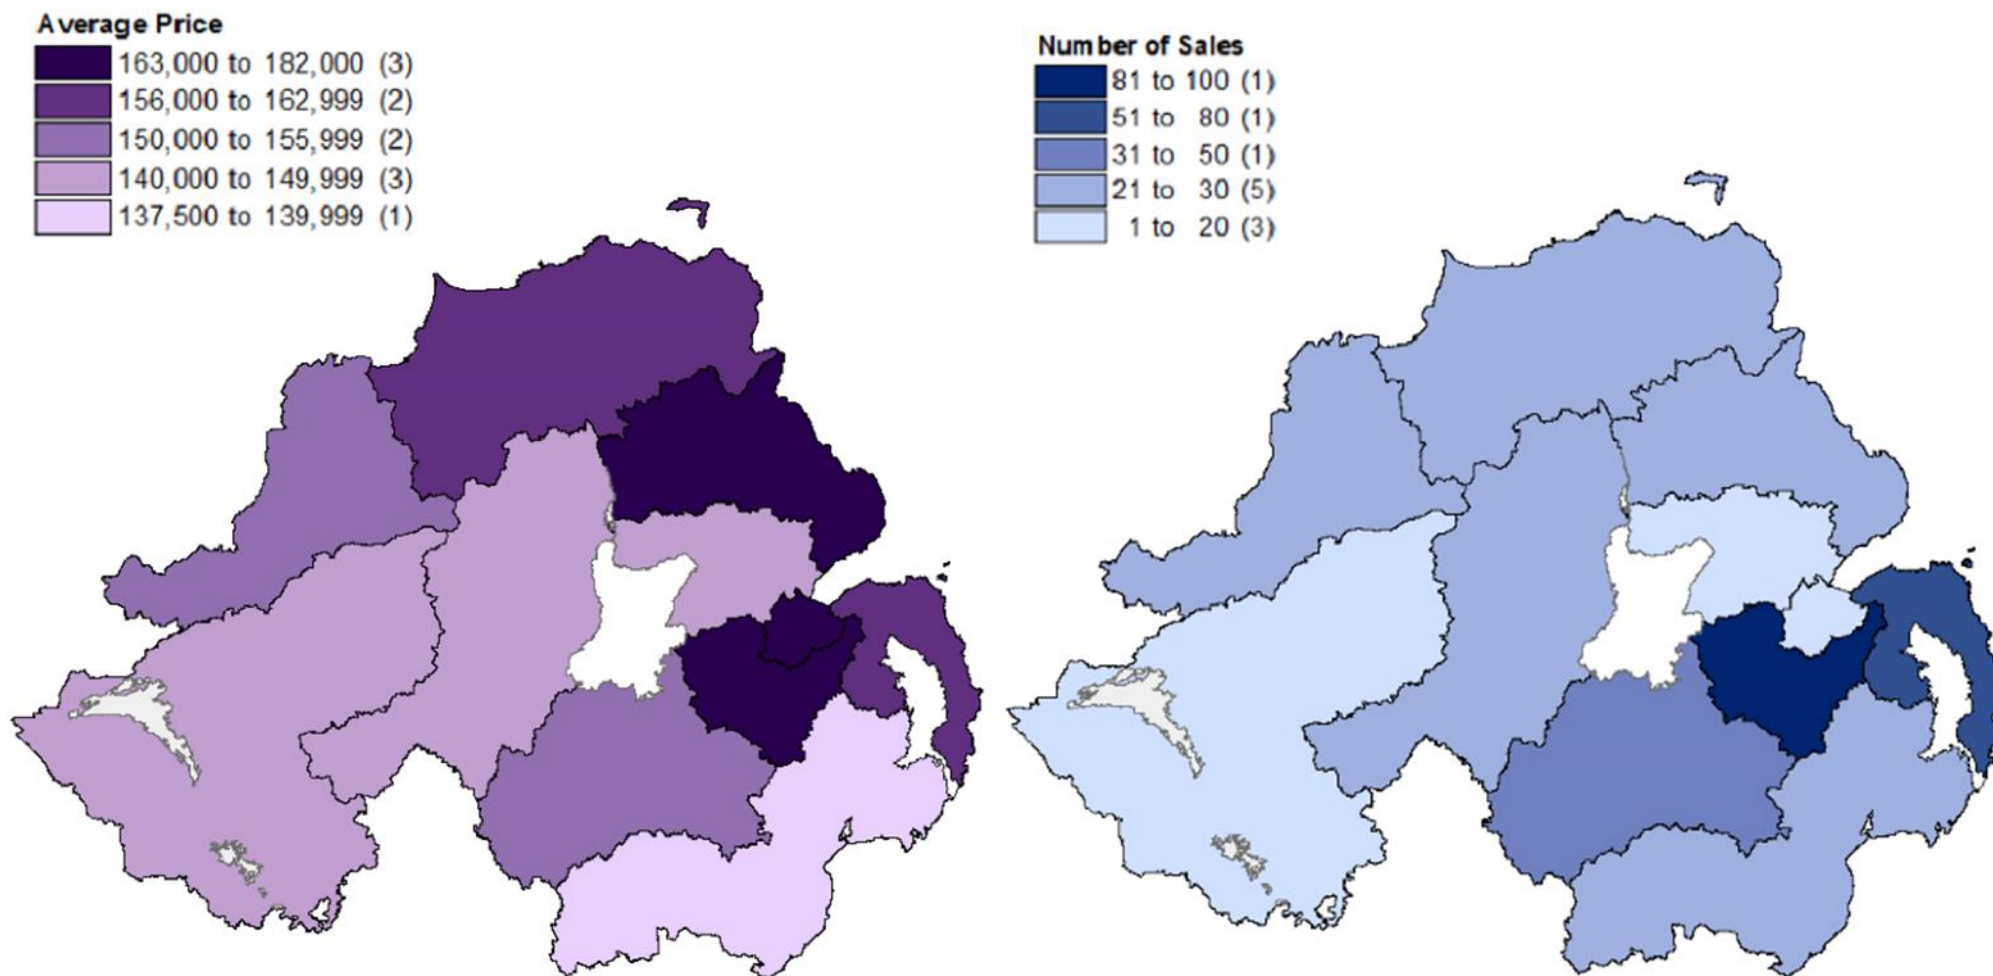 Average Price
163,000 to 182,000 (3)
156,000 to 162,999 (2)
150,000 to 155,999 (2)
140,000 to 149,999 (3)
137,500 to 139,999 (1)
Number of Sales
81 to 100 (1)
51 to 80 (1)
31 to 50 (1)
21 to 30 (5)
1 to 20 (3)